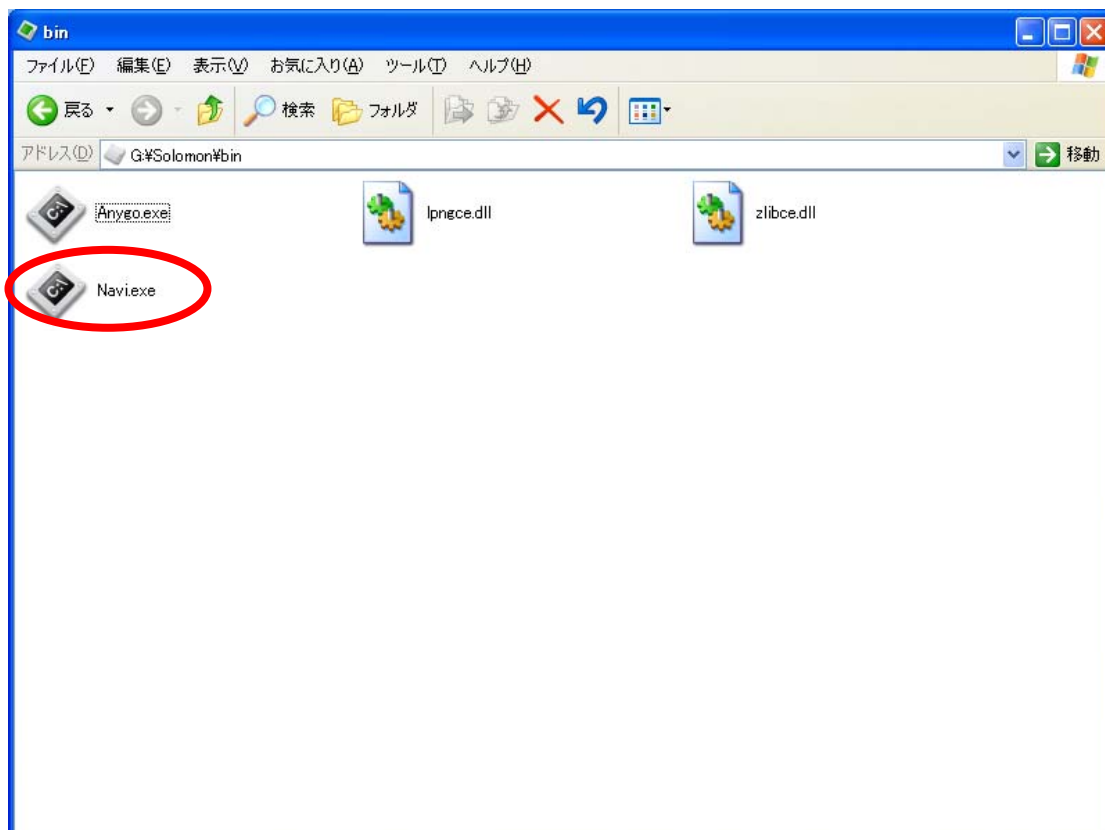 bin
ファイル(F) 編集(E) 表示(V) お気に入り(A) ツール(T) ヘルプ(H)
戻る 検索 フォルダ
アドレス(D) G:¥Solomon¥bin 移動
Anygo.exe lpngce.dll zlibce.dll
Navi.exe